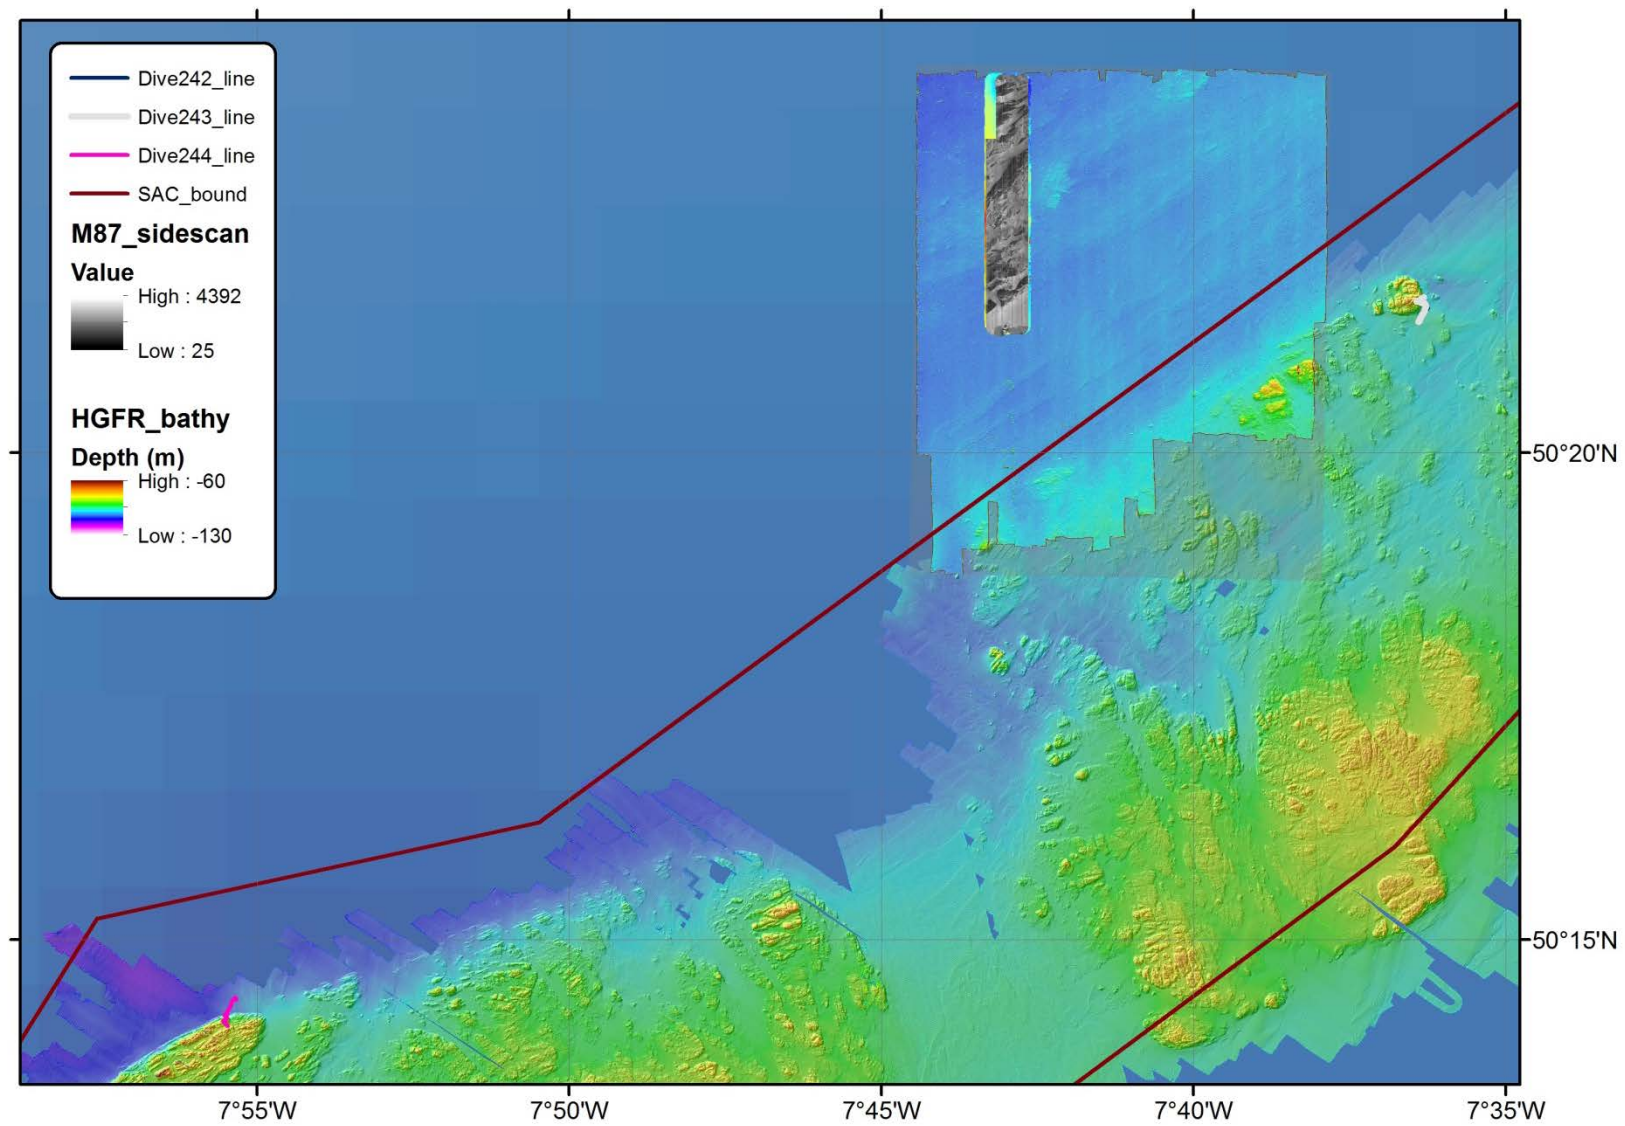 Dive242_line
Dive243_line
Dive244_line
SAC_bound
M87_sidescan
Value
High : 4392
Low : 25
HGFR_bathy
Depth (m)
High : -60
Low : -130
50°20'N
50°15'N
7°55'W
7°50'W
7°45'W
7°40'W
7°35'W